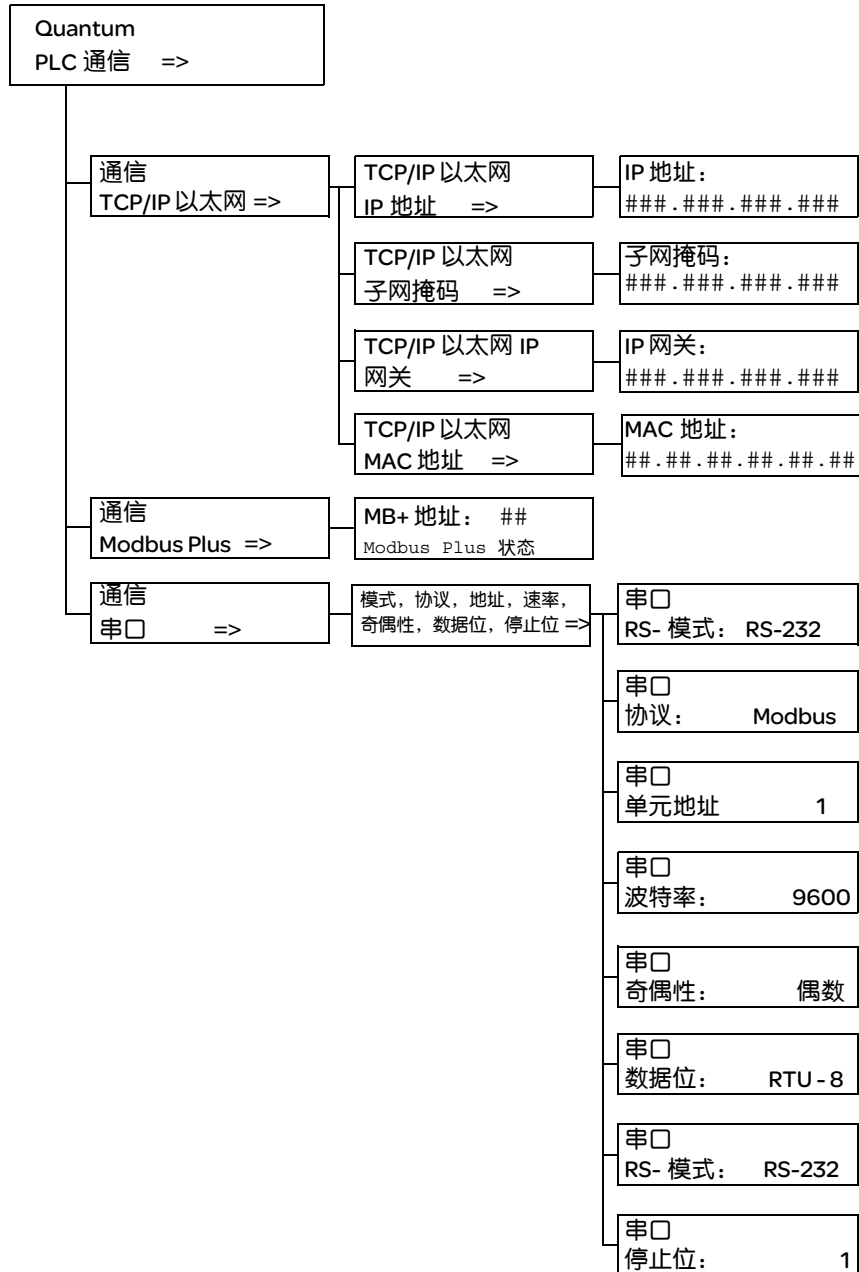 Quantum
PLC 通信 =>
通信
TCP/IP 以太网 =>
TCP/IP 以太网
IP 地址 =>
IP 地址：
###.###.###.###
TCP/IP 以太网
子网掩码 =>
子网掩码：
###.###.###.###
TCP/IP 以太网 IP
网关 =>
IP 网关：
###.###.###.###
TCP/IP 以太网
MAC 地址 =>
MAC 地址：
##.##.##.##.##.##
通信
Modbus Plus =>
MB+ 地址： ##
Modbus Plus 状态
通信
串口 =>
模式，协议，地址，速率，
奇偶性，数据位，停止位 =>
串口
RS- 模式： RS-232
串口
协议： Modbus
串口
单元地址 1
串口
波特率： 9600
串口
奇偶性： 偶数
串口
数据位： RTU - 8
串口
RS- 模式： RS-232
串口
停止位： 1